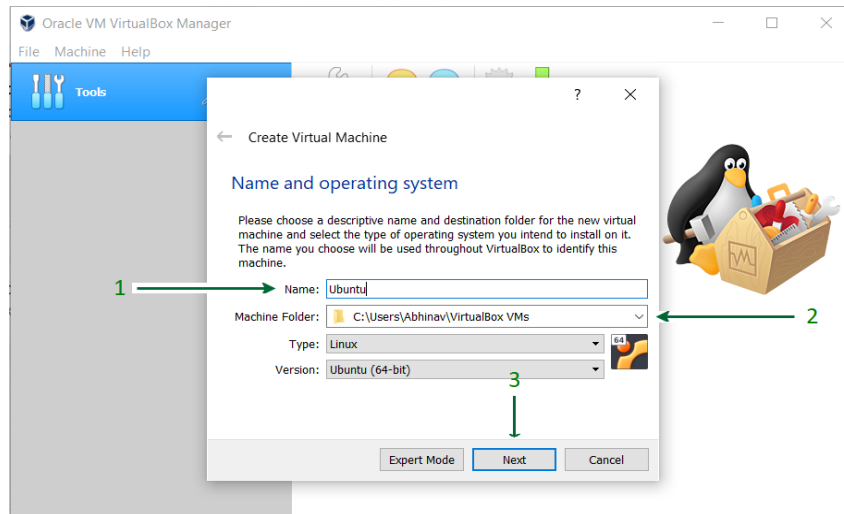 Oracle VM VirtualBox Manager
File Machine Help
Tools
?
Create Virtual Machine
Name and operating system
Please choose a descriptive name and destination folder for the new virtual
machine and select the type of operating system you intend to install on it.
The name you choose will be used throughout VirtualBox to identify this
machine.
1
Name: Ubuntu
Machine Folder: C:\Users\Abhinav\VirtualBox VMs
2
Type: Linux
64
Version: Ubuntu (64-bit)
3
Expert Mode Next Cancel